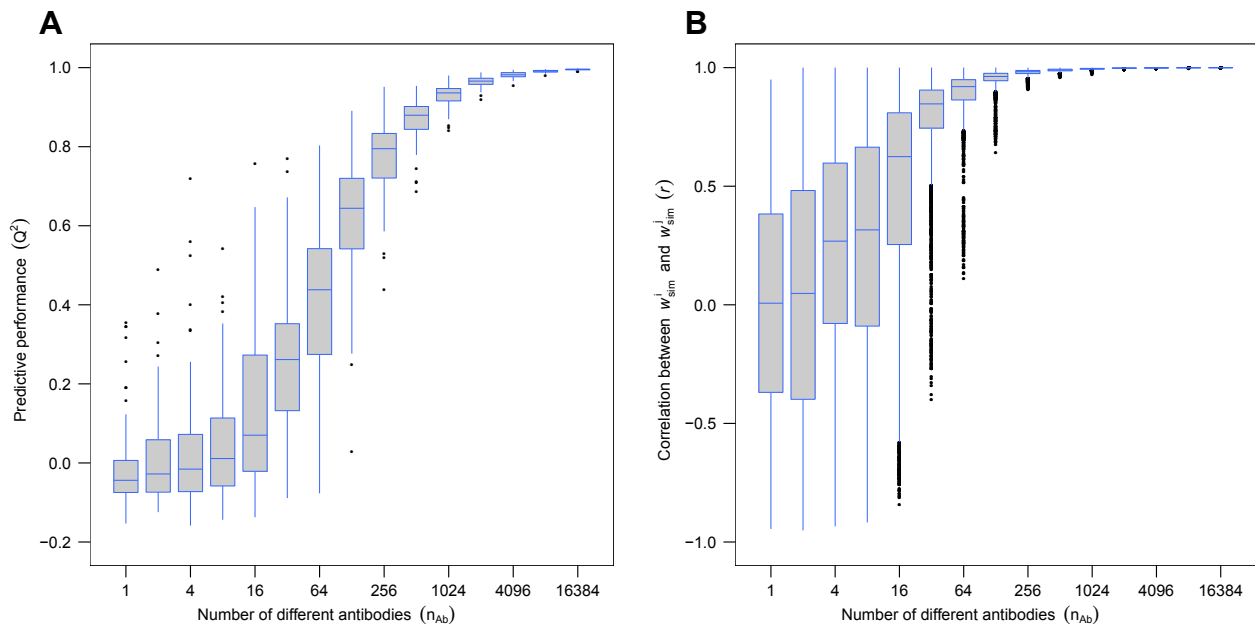 A
Predictive performance (Q²)
1.0
0.8
0.6
0.4
0.2
0.0
−0.2
1 4 16 64 256 1024 4096 16384
Number of different antibodies (n_Ab)
B
Correlation between w^i_sim and w^j_sim (r)
1.0
0.5
0.0
−0.5
−1.0
1 4 16 64 256 1024 4096 16384
Number of different antibodies (n_Ab)